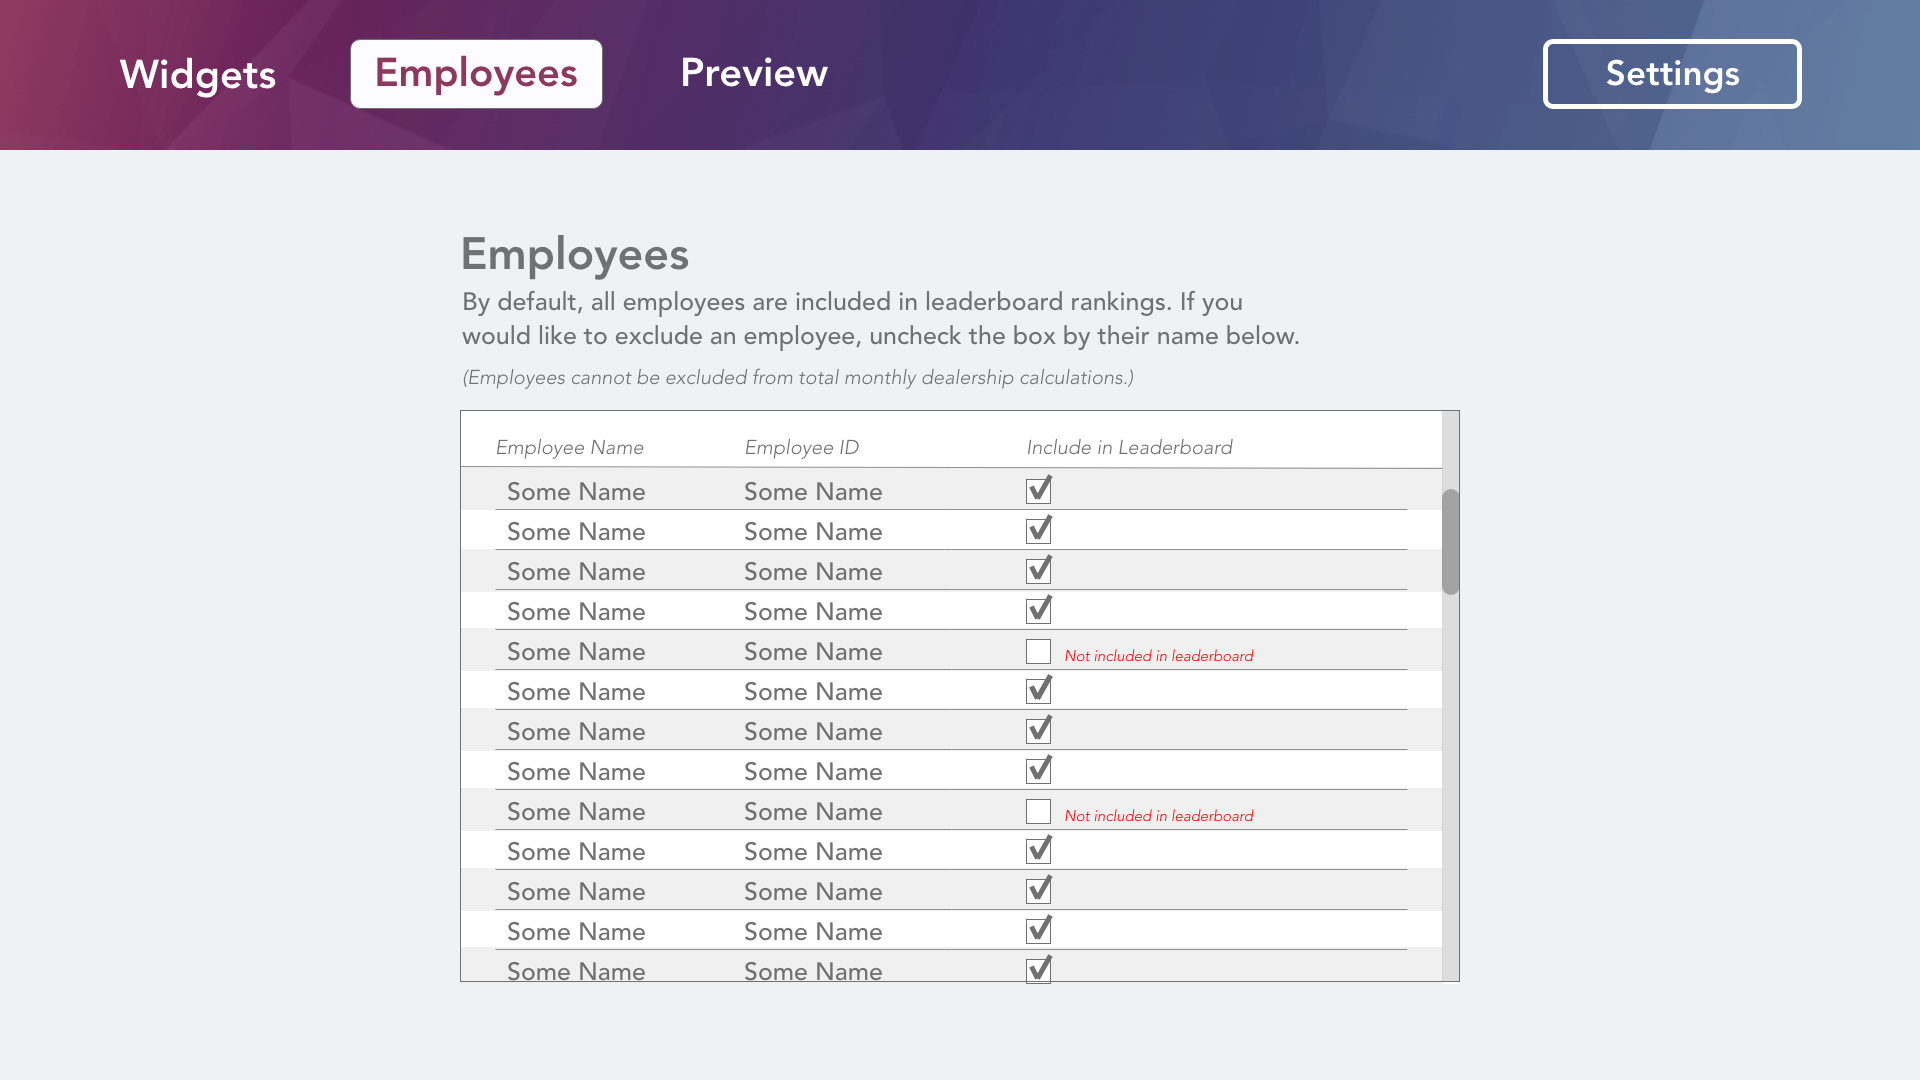 Widgets Employees Preview Settings
Employees
By default, all employees are included in leaderboard rankings. If you
would like to exclude an employee, uncheck the box by their name below.
(Employees cannot be excluded from total monthly dealership calculations.)
Employee Name Employee ID Include in Leaderboard
Some Name Some Name
Some Name Some Name
Some Name Some Name
Some Name Some Name
Some Name Some Name Not included in leaderboard
Some Name Some Name
Some Name Some Name
Some Name Some Name
Some Name Some Name Not included in leaderboard
Some Name Some Name
Some Name Some Name
Some Name Some Name
Some Name Some Name